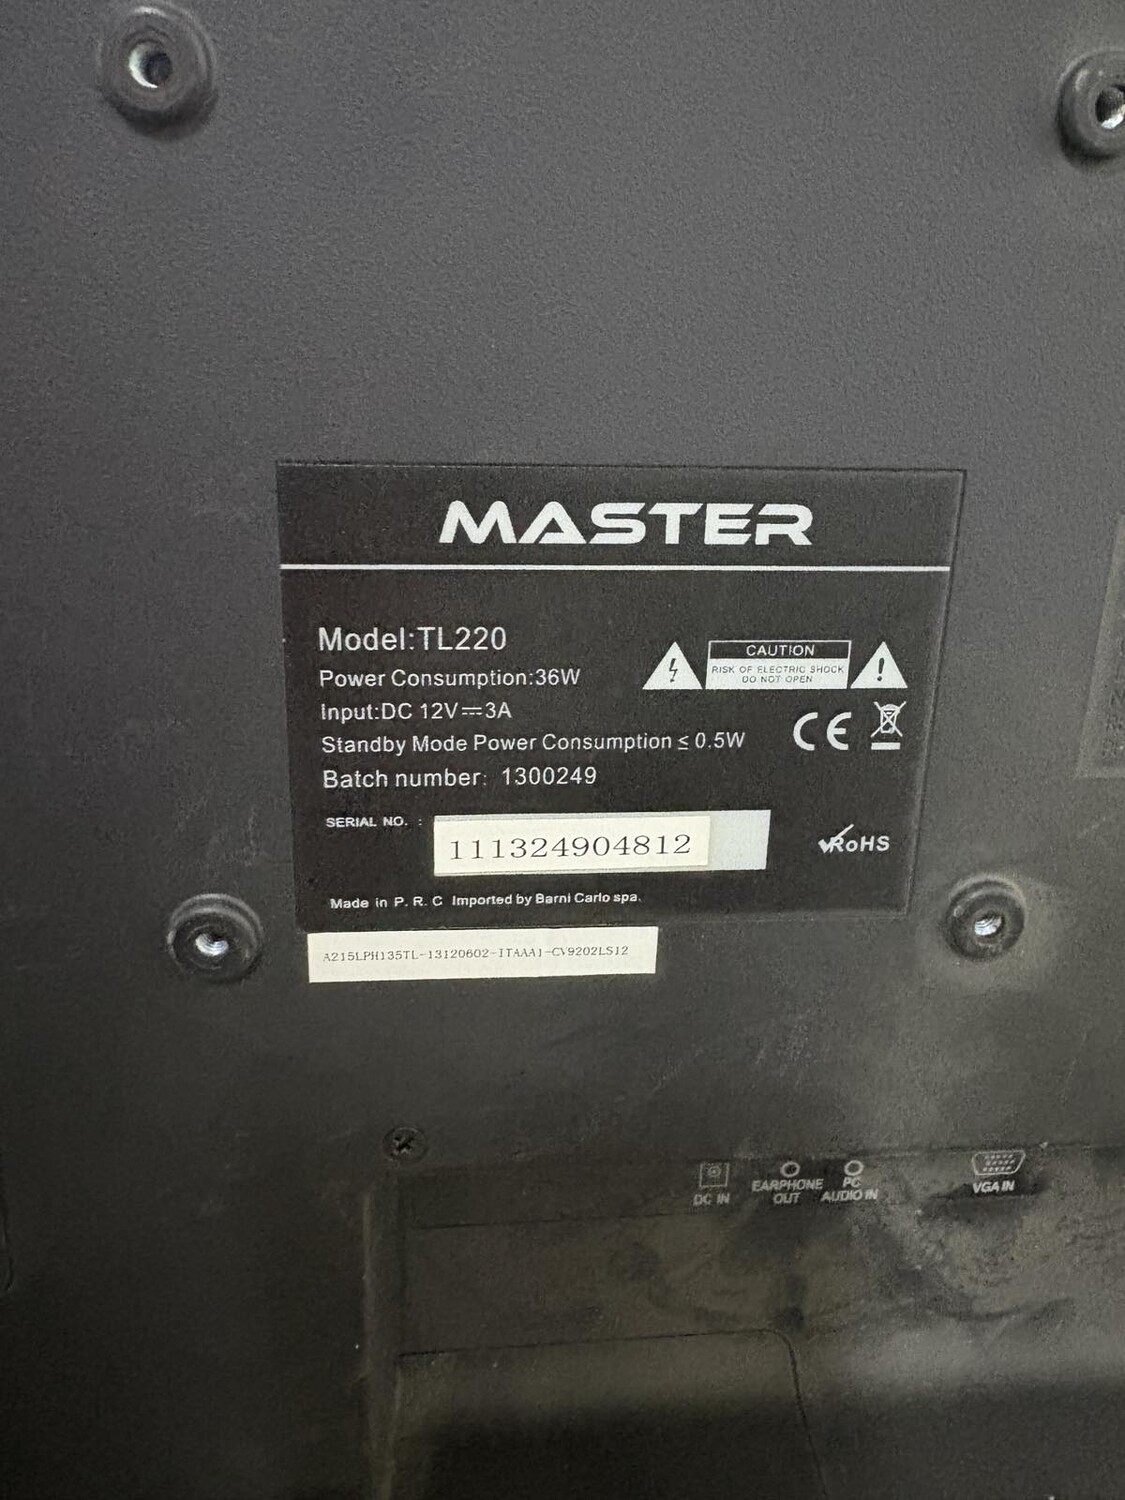 MASTER
Model:TL220
Power Consumption:36W
Input:DC 12V⎓3A
Standby Mode Power Consumption ≤ 0.5W
Batch number: 1300249
CAUTION
RISK OF ELECTRIC SHOCK
DO NOT OPEN
CE
SERIAL NO. :
111324904812
RoHS
Made in P. R. C Imported by Barni Carlo spa.
A215LPH135TL-13120602-ITAAA1-CV9202LS12
DC IN
EARPHONE
OUT
PC
AUDIO IN
VGA IN